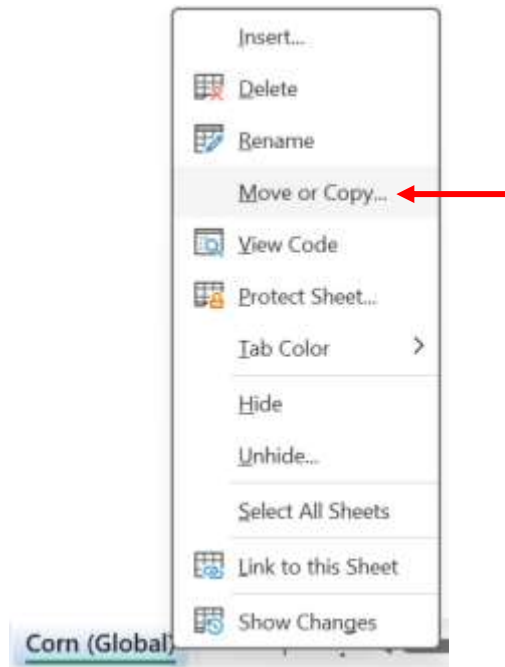 Insert...
Delete
Rename
Move or Copy...
View Code
Protect Sheet...
Tab Color
Hide
Unhide...
Select All Sheets
Link to this Sheet
Show Changes
Corn (Global)